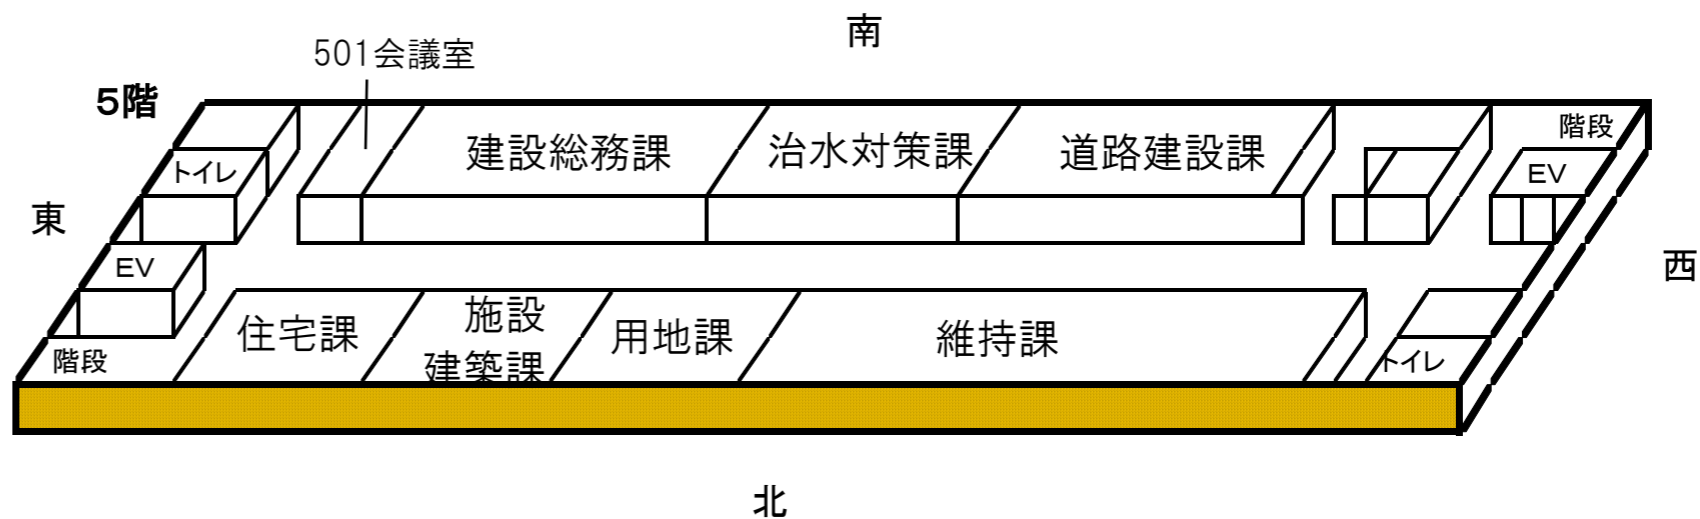 南
501会議室
5階
階段
建設総務課
治水対策課
道路建設課
トイレ
EV
東
EV
西
住宅課
施設
建築課
用地課
維持課
階段
トイレ
北